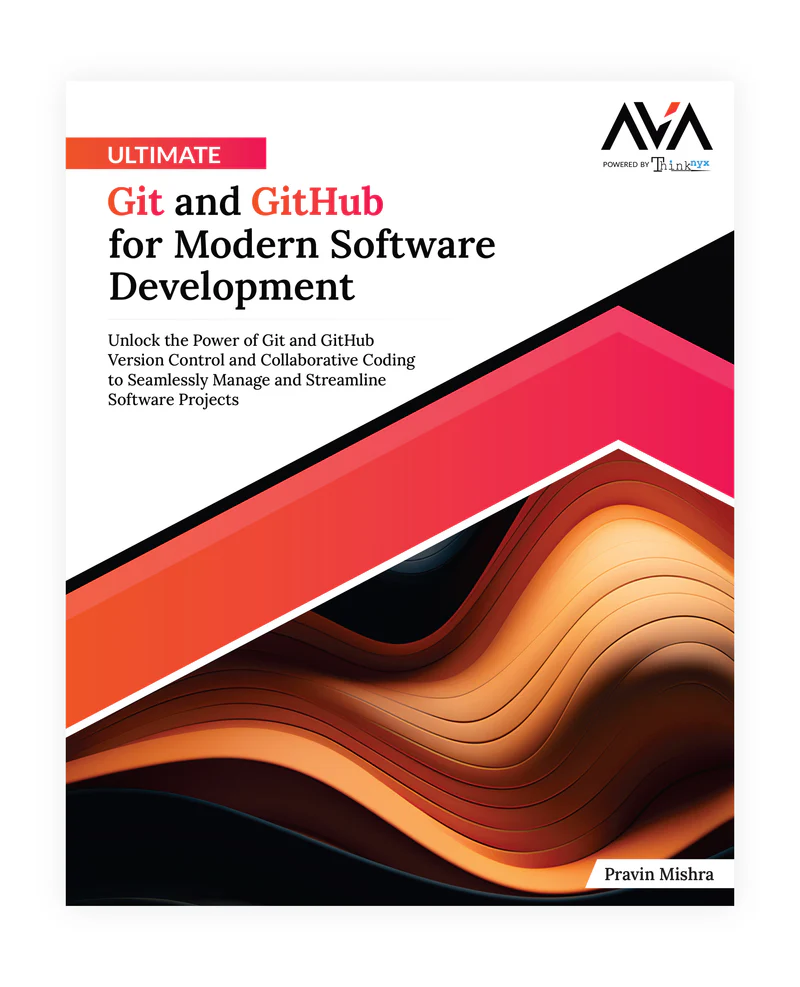 AVA
POWERED BY Thinknyx
ULTIMATE
Git and GitHub
for Modern Software
Development
Unlock the Power of Git and GitHub
Version Control and Collaborative Coding
to Seamlessly Manage and Streamline
Software Projects
Pravin Mishra